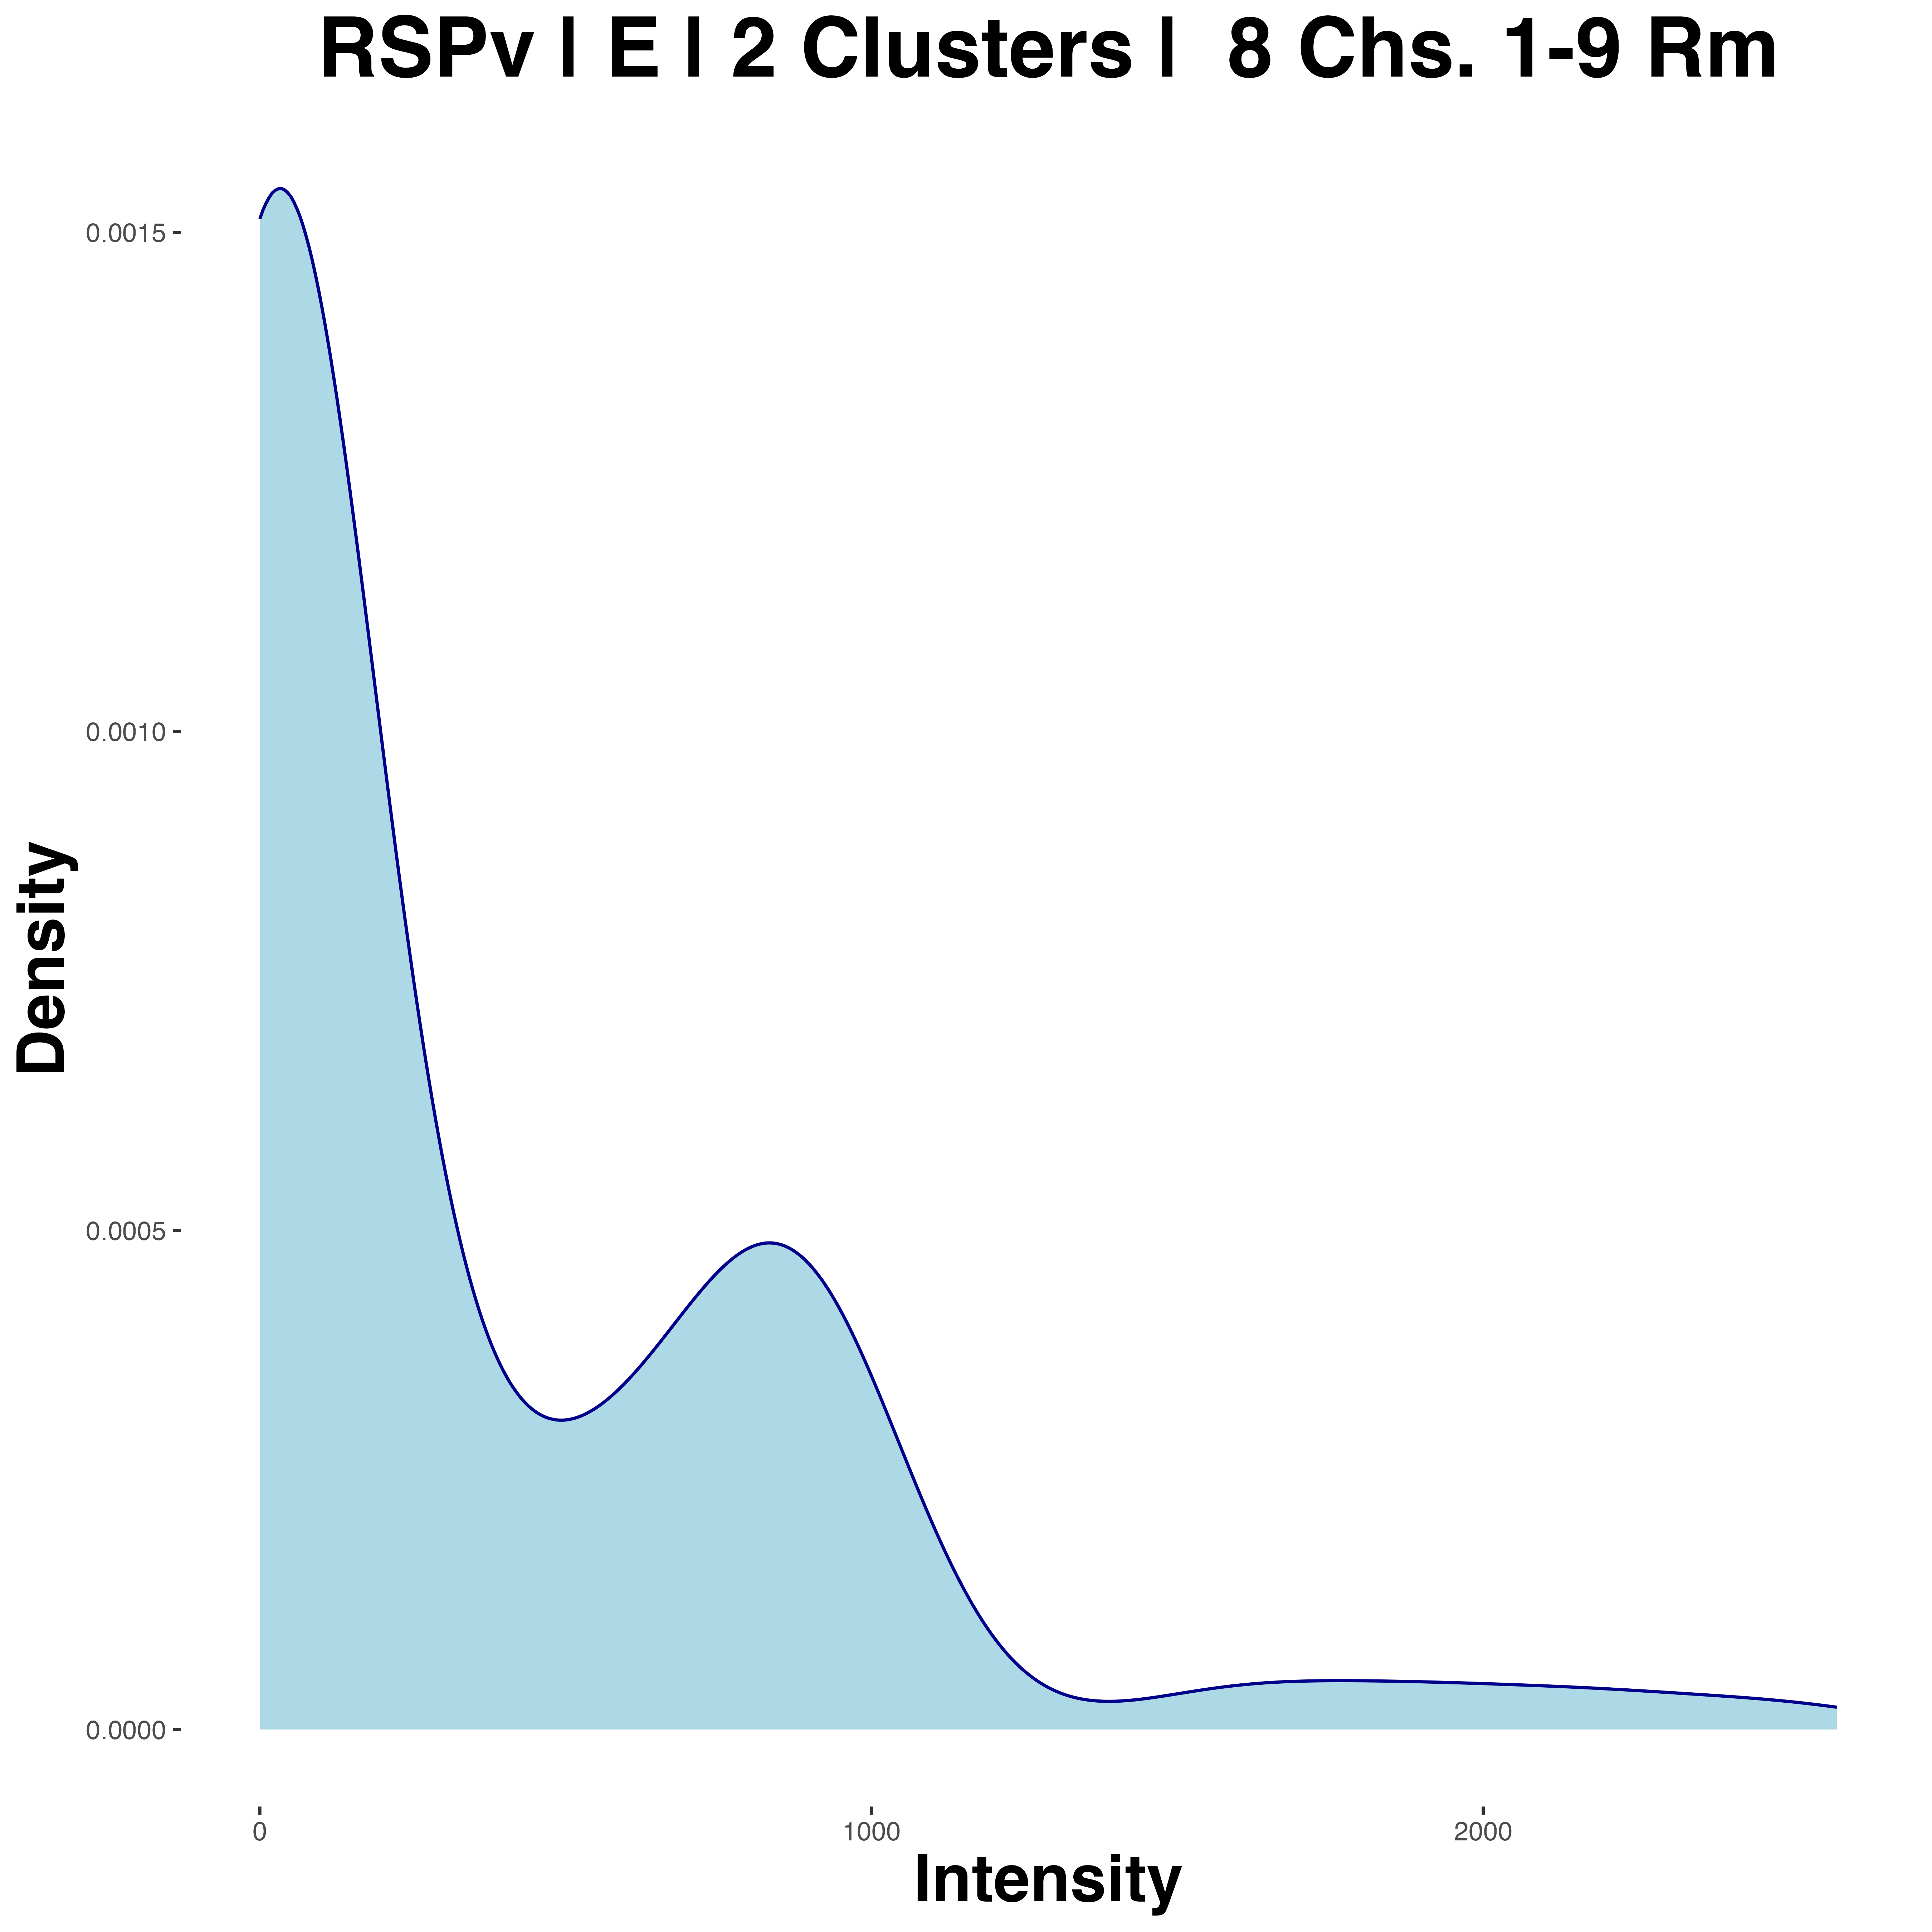 RSPv | E | 2 Clusters |  8 Chs. 1-9 Rm
0.0015
0.0010
0.0005
0.0000
Density
0 1000 2000
Intensity